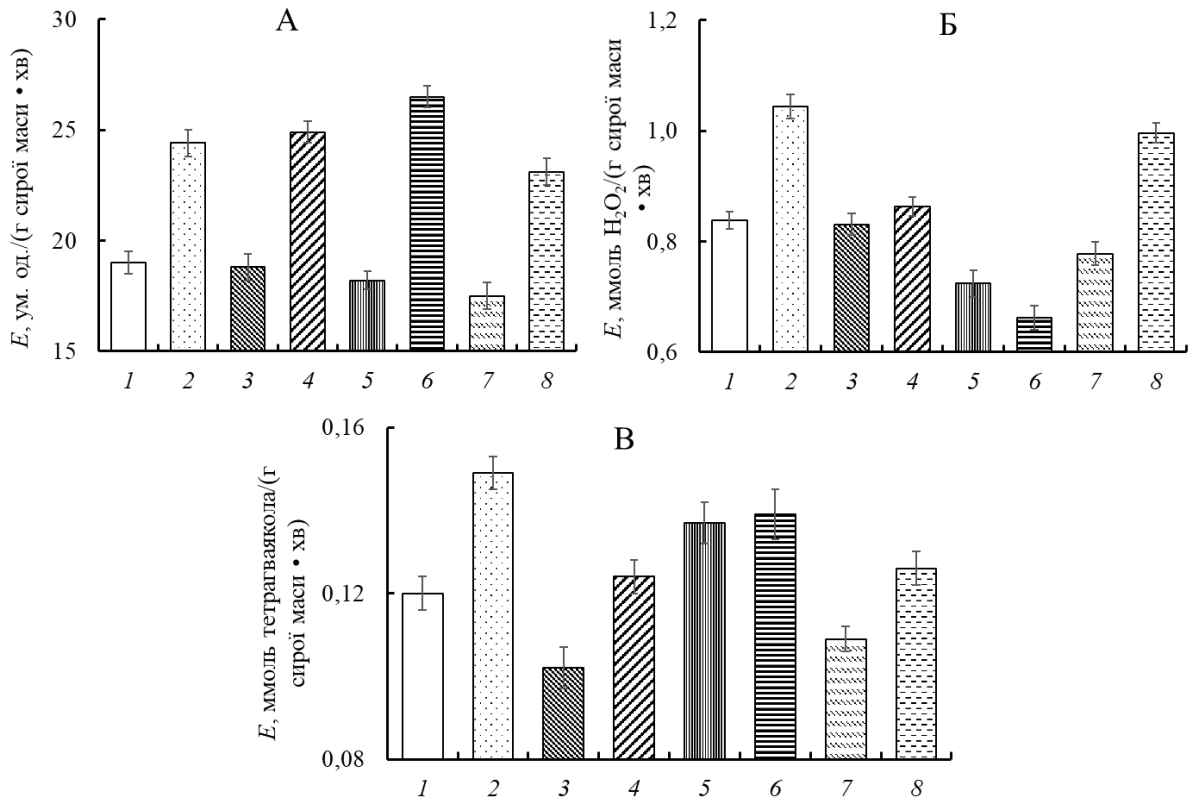 А
E, ум. од./(г сирої маси • хв)
30
25
20
15
1 2 3 4 5 6 7 8
Б
E, ммоль H₂O₂/(г сирої маси
• хв)
1,2
1,0
0,8
0,6
1 2 3 4 5 6 7 8
В
E, ммоль тетрагваякола/(г
сирої маси • хв)
0,16
0,12
0,08
1 2 3 4 5 6 7 8